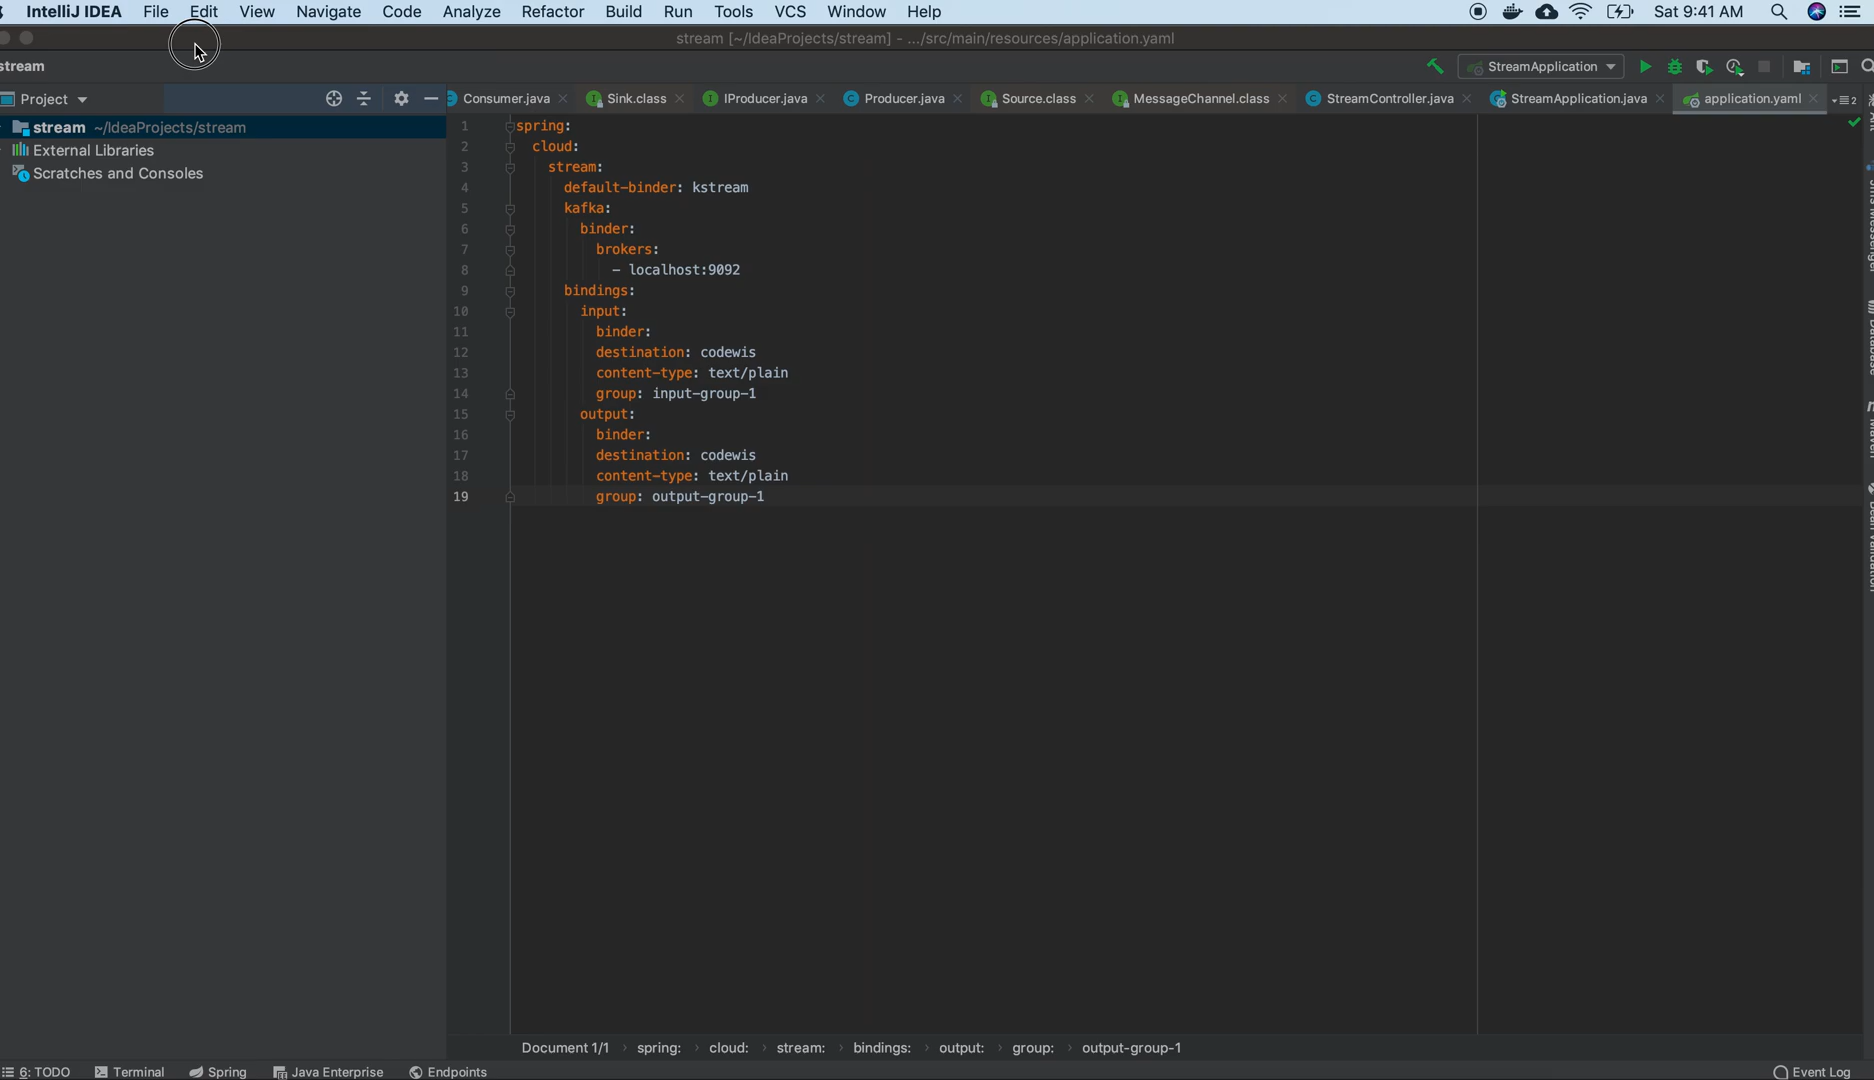 IntelliJ IDEA File Edit View Navigate Code Analyze Refactor Build Run Tools VCS Window Help Sat 9:41 AM
stream [~/IdeaProjects/stream] - .../src/main/resources/application.yaml
stream StreamApplication
Project Consumer.java Sink.class IProducer.java Producer.java Source.class MessageChannel.class StreamController.java StreamApplication.java application.yaml 2
stream ~/IdeaProjects/stream
External Libraries
Scratches and Consoles
1 spring:
2 cloud:
3 stream:
4 default-binder: kstream
5 kafka:
6 binder:
7 brokers:
8 - localhost:9092
9 bindings:
10 input:
11 binder:
12 destination: codewis
13 content-type: text/plain
14 group: input-group-1
15 output:
16 binder:
17 destination: codewis
18 content-type: text/plain
19 group: output-group-1
Database
Maven
Bean Validation
Document 1/1 › spring: › cloud: › stream: › bindings: › output: › group: › output-group-1
6: TODO Terminal Spring Java Enterprise Endpoints Event Log